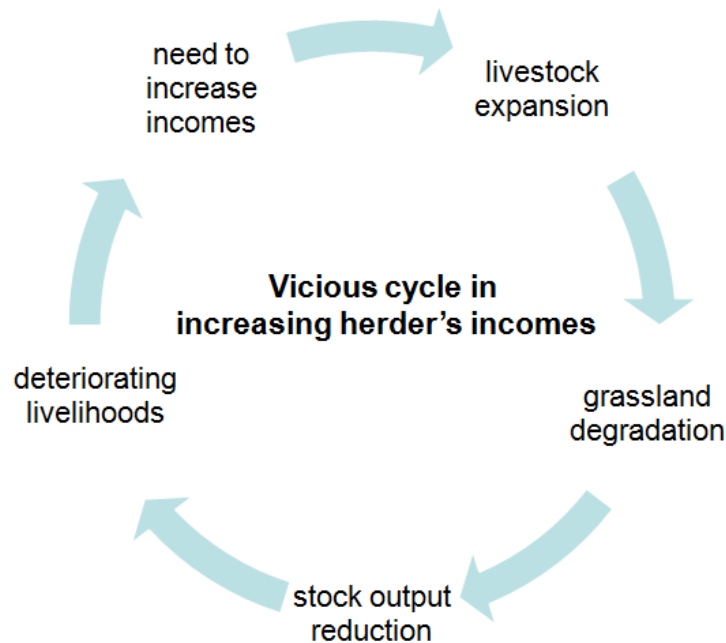 need to
increase
incomes
livestock
expansion
Vicious cycle in
increasing herder's incomes
grassland
degradation
stock output
reduction
deteriorating
livelihoods